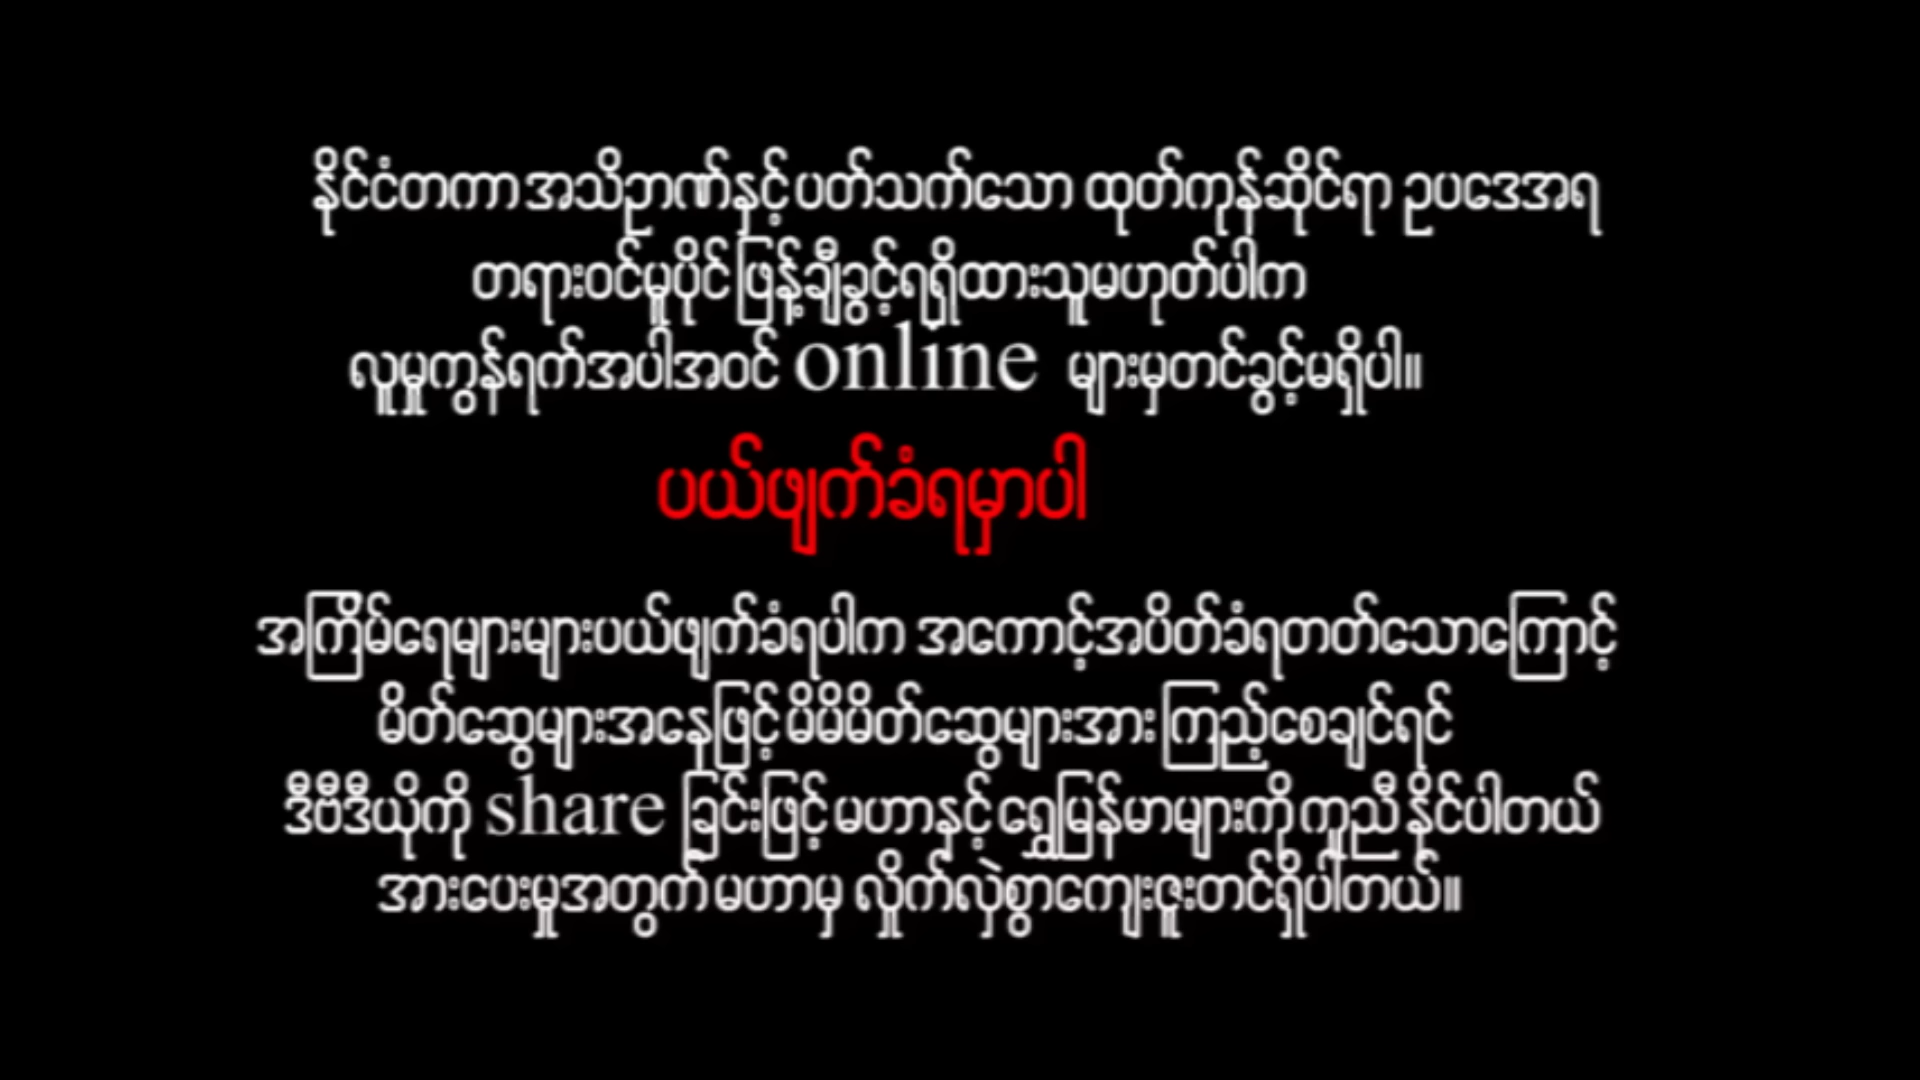 နိုင်ငံတကာ အသိဉာဏ်နှင့် ပတ်သက်သော ထုတ်ကုန်ဆိုင်ရာ ဥပဒေအရ
တရားဝင်မူပိုင် ဖြန့်ချီခွင့်ရရှိထားသူမဟုတ်ပါက
လူမှုကွန်ရက်အပါအဝင် online များမှတင်ခွင့်မရှိပါ။
ပယ်ဖျက်ခံရမှာပါ
အကြိမ်ရေများများပယ်ဖျက်ခံရပါက အကောင့်အပိတ်ခံရတတ်သောကြောင့်
မိတ်ဆွေများအနေဖြင့် မိမိမိတ်ဆွေများအား ကြည့်စေချင်ရင်
ဒီဗီဒီယိုကို share ခြင်းဖြင့် မဟာနှင့် ရွှေမြန်မာများကို ကူညီ နိုင်ပါတယ်
အားပေးမှုအတွက် မဟာမှ လှိုက်လှဲစွာကျေးဇူးတင်ရှိပါတယ်။